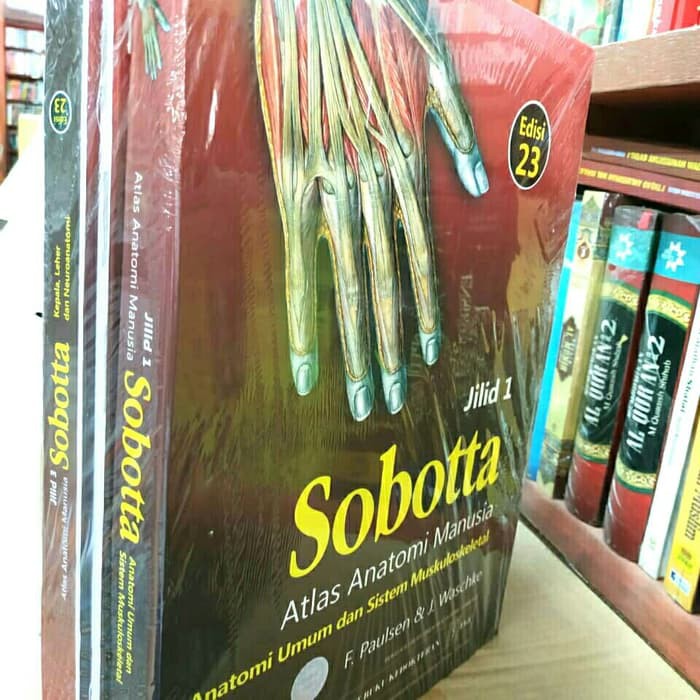 Edisi
23
Jilid 1
Sobotta
Atlas Anatomi Manusia
Anatomi Umum dan Sistem Muskuloskeletal
F. Paulsen & J. Waschke
Atlas Anatomi Manusia
Jilid 1
Sobotta
Anatomi Umum dan
Sistem Muskuloskeletal
Edisi
23
Kepala, Leher
dan Neuroanatomi
Sobotta
Jilid 3
Atlas Anatomi Manusia
AL QUR'AN 2
AL QUR'AN 2